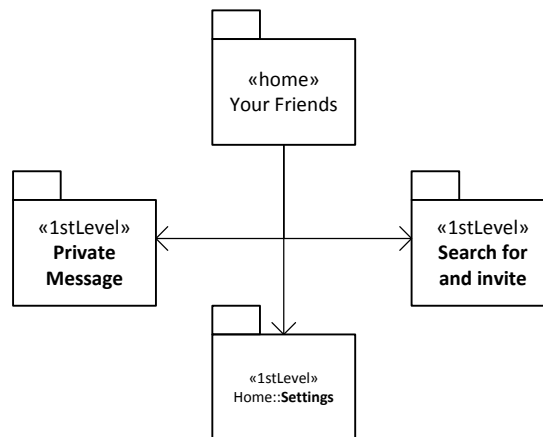 «home»
Your Friends
«1stLevel»
Private
Message
«1stLevel»
Search for
and invite
«1stLevel»
Home::Settings